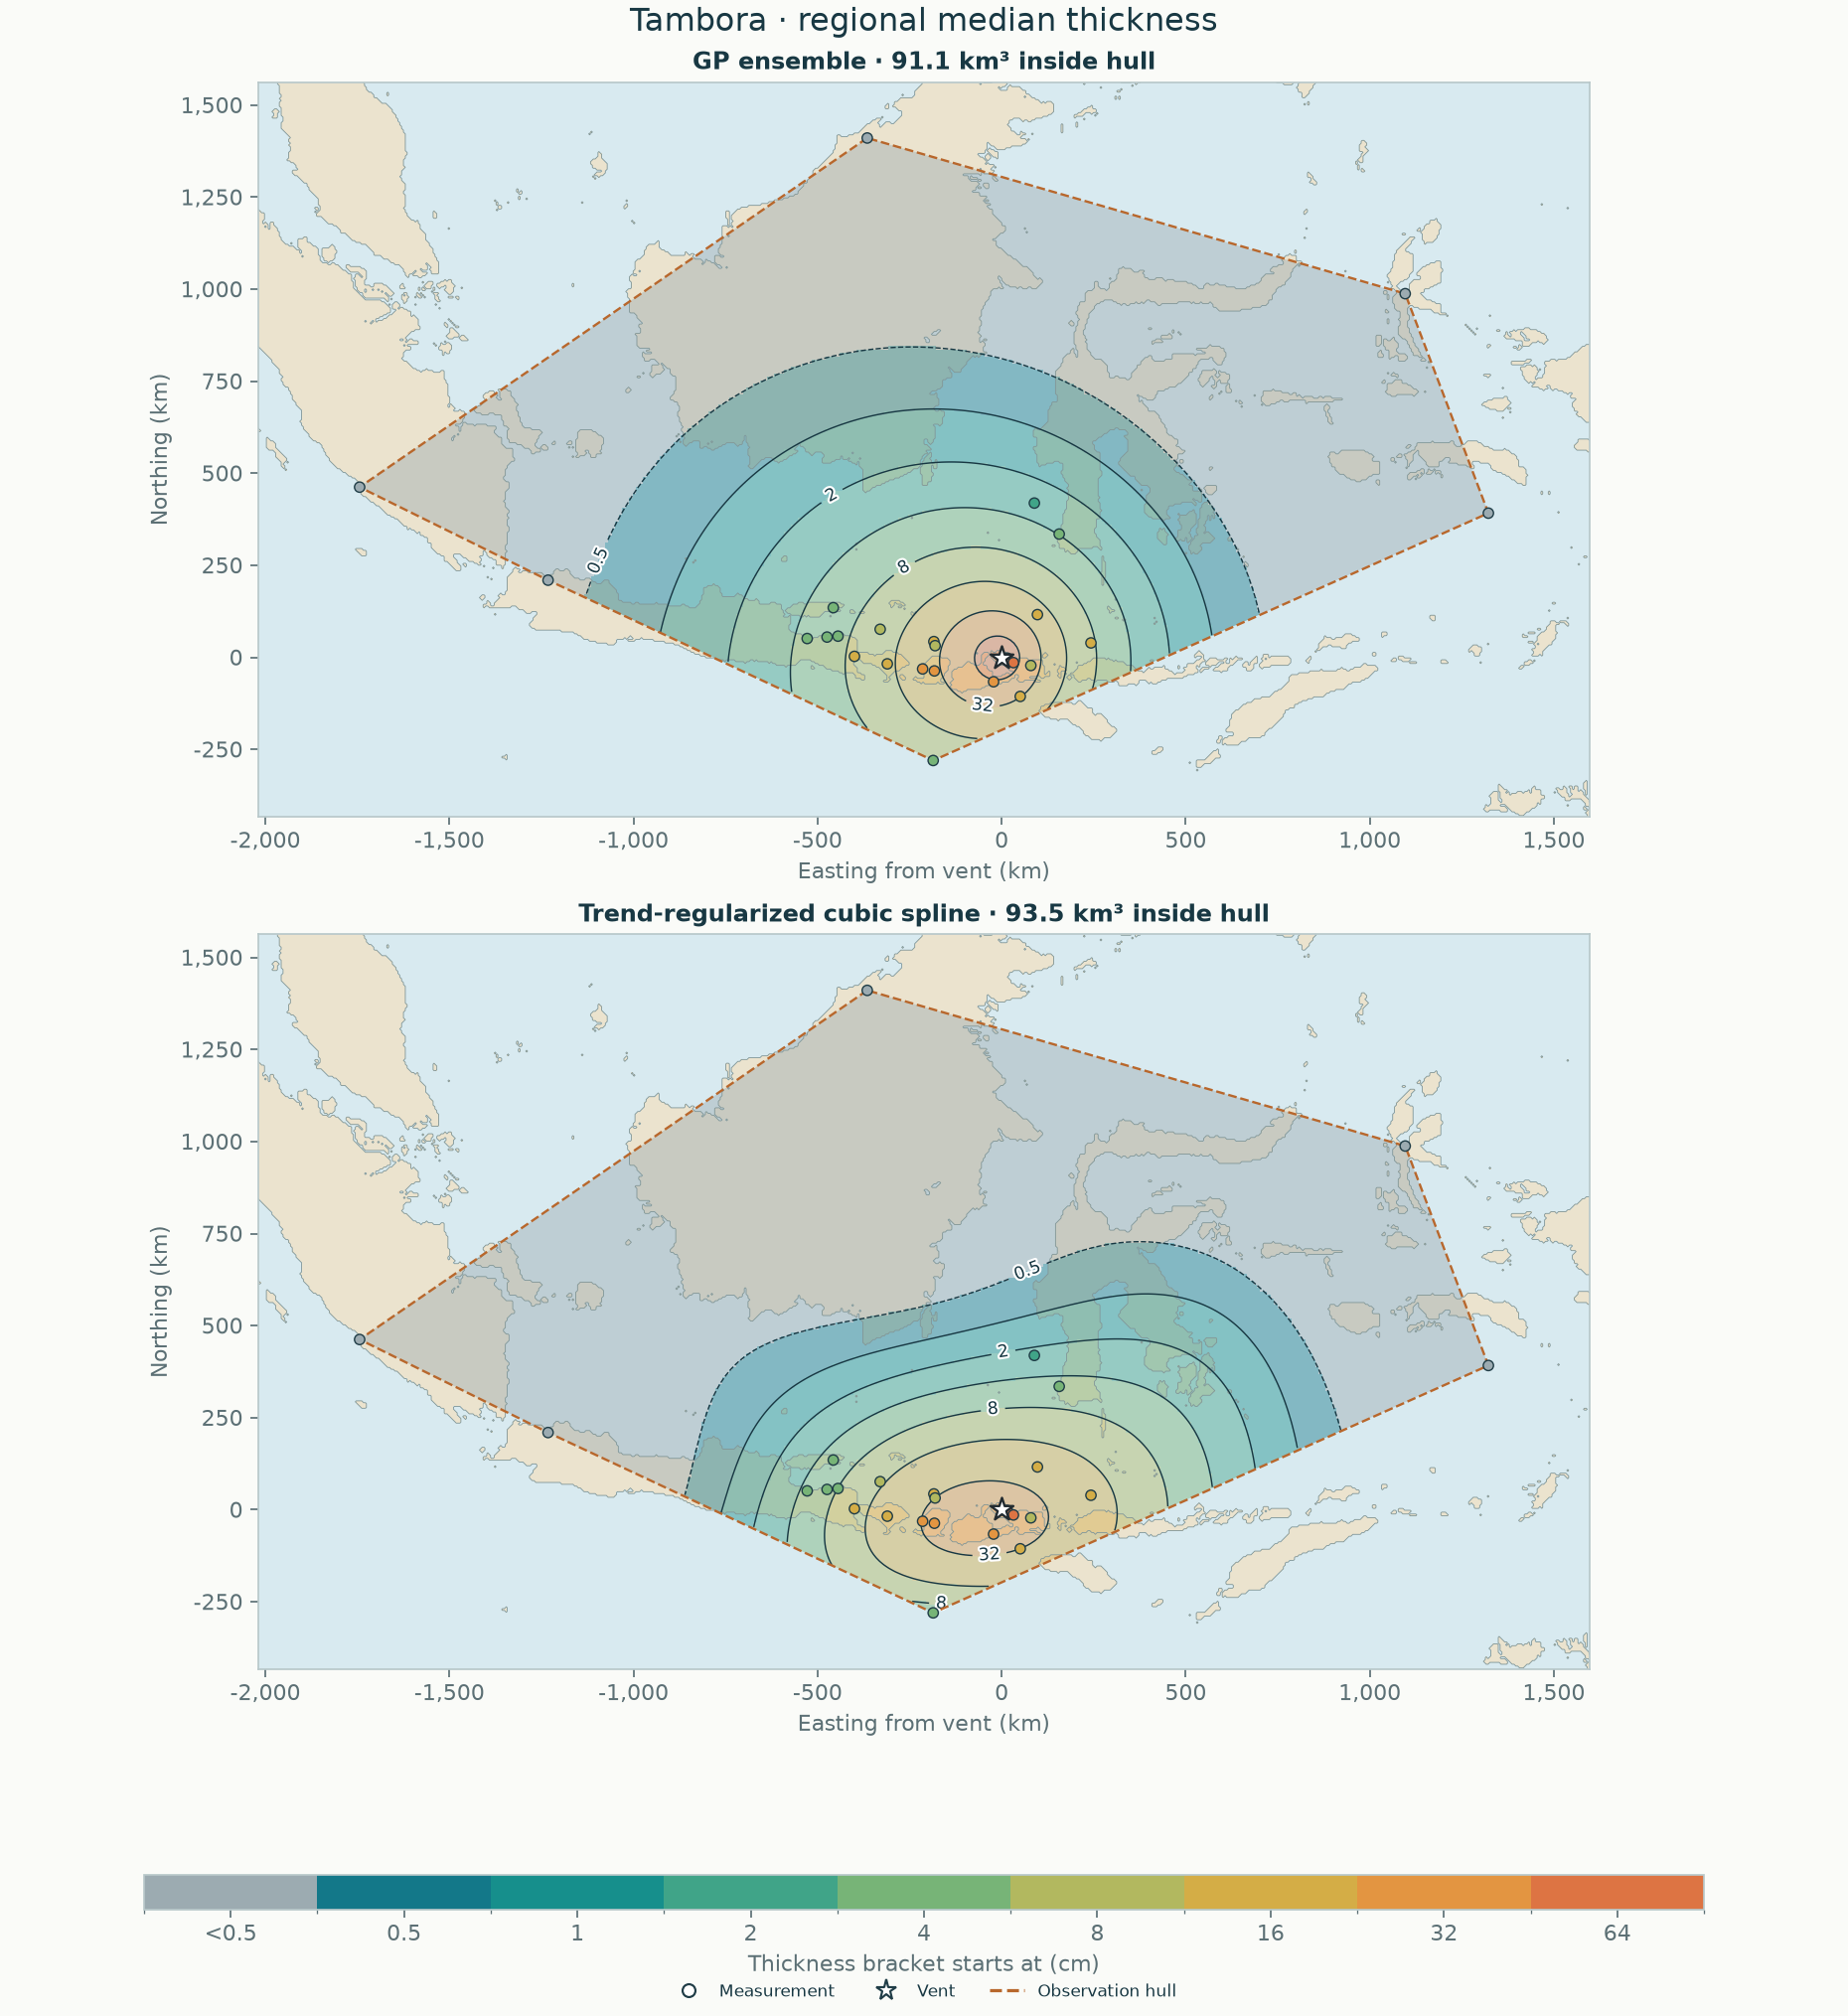 Tambora · regional median thickness
GP ensemble · 91.1 km³ inside hull
1,500
1,250
1,000
750
500
250
0
-250
Northing (km)
0.5
2
8
32
-2,000 -1,500 -1,000 -500 0 500 1,000 1,500
Easting from vent (km)
Trend-regularized cubic spline · 93.5 km³ inside hull
1,500
1,250
1,000
750
500
250
0
-250
Northing (km)
0.5
2
8
32
8
-2,000 -1,500 -1,000 -500 0 500 1,000 1,500
Easting from vent (km)
<0.5 0.5 1 2 4 8 16 32 64
Thickness bracket starts at (cm)
Measurement Vent Observation hull